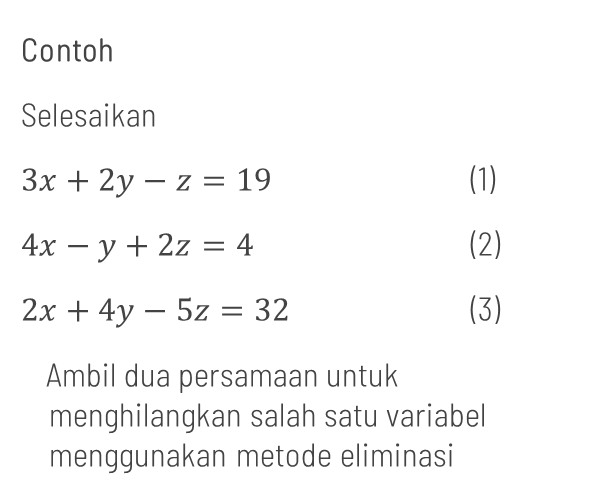 Contoh
Selesaikan
3x + 2y − z = 19 (1)
4x − y + 2z = 4 (2)
2x + 4y − 5z = 32 (3)
Ambil dua persamaan untuk
menghilangkan salah satu variabel
menggunakan metode eliminasi